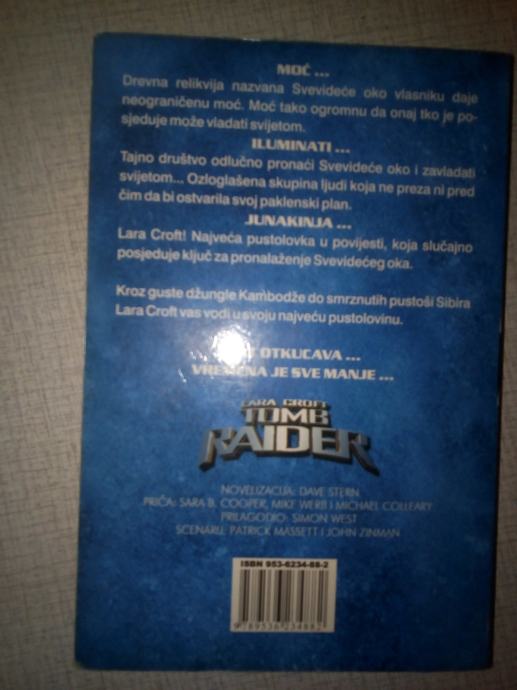 MOĆ ...
Drevna relikvija nazvana Svevideće oko vlasniku daje
neograničenu moć. Moć tako ogromnu da onaj tko je po-
sjeduje može vladati svijetom.
ILUMINATI ...
Tajno društvo odlučno pronaći Svevideće oko i zavladati
svijetom... Ozloglašena skupina ljudi koja ne preza ni pred
čim da bi ostvarila svoj paklenski plan.
JUNAKINJA ...
Lara Croft! Najveća pustolovka u povijesti, koja slučajno
posjeduje ključ za pronalaženje Svevidećeg oka.
Kroz guste džungle Kambodže do smrznutih pustoši Sibira
Lara Croft vas vodi u svoju najveću pustolovinu.
OTKUCAVA ...
VREMENA JE SVE MANJE ...
LARA CROFT
TOMB
RAIDER
NOVELIZACIJA: DAVE STERN
PRIČA: SARA B. COOPER, MIKE WERB I MICHAEL COLLEARY
PRILAGODIO: SIMON WEST
SCENARIJ: PATRICK MASSETT I JOHN ZINMAN
ISBN 953-6234-88-2
9789536234882